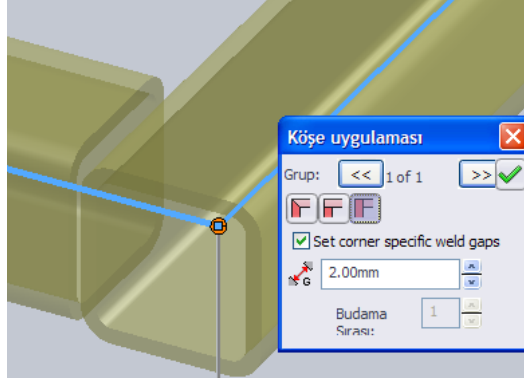 Köşe uygulaması
Grup: << 1 of 1 >>
Set corner specific weld gaps
G 2.00mm
Budama 1
Sırası: